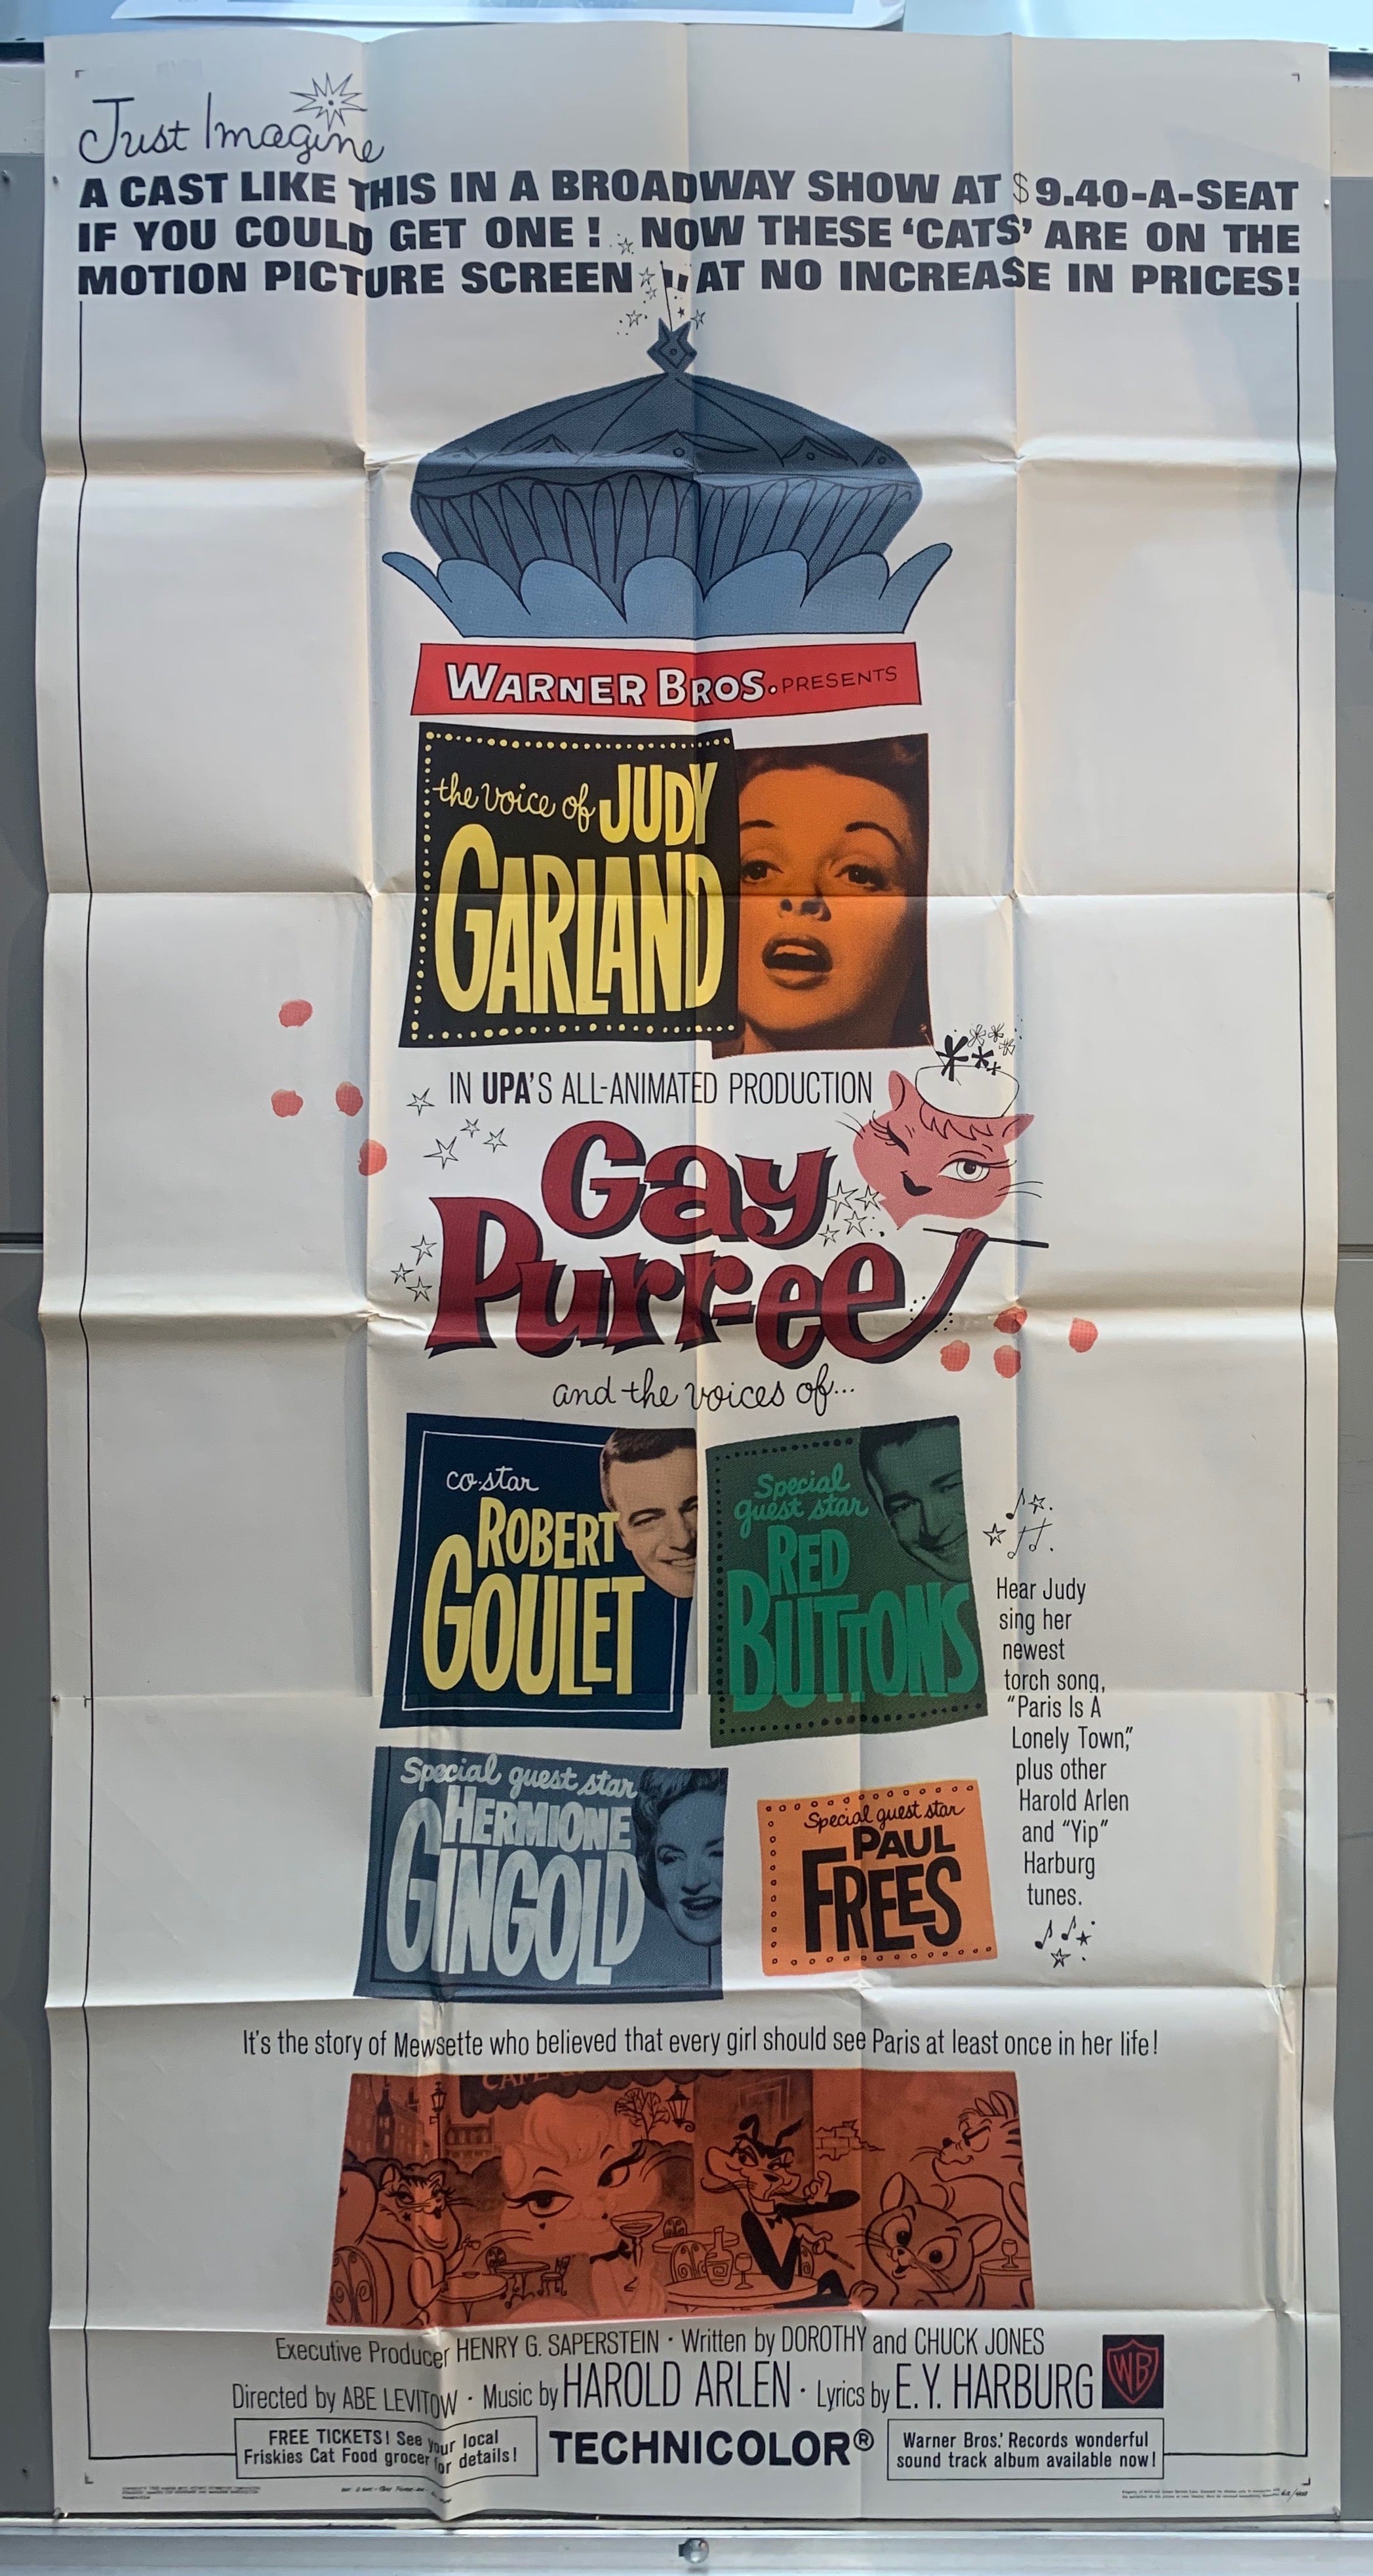 Just Imagine
A CAST LIKE THIS IN A BROADWAY SHOW AT $9.40-A-SEAT
IF YOU COULD GET ONE! NOW THESE ‘CATS’ ARE ON THE
MOTION PICTURE SCREEN AT NO INCREASE IN PRICES!
WARNER BROS. PRESENTS
the voice of JUDY
GARLAND
IN UPA'S ALL-ANIMATED PRODUCTION
Gay
Purr-ee
and the voices of...
co-star
ROBERT
GOULET
Special
guest star
RED
BUTTONS
Hear Judy
sing her
newest
torch song,
“Paris Is A
Lonely Town,”
plus other
Harold Arlen
and “Yip”
Harburg
tunes.
Special guest star
HERMIONE
GINGOLD
Special guest star
PAUL
FREES
It's the story of Mewsette who believed that every girl should see Paris at least once in her life!
Executive Producer HENRY G. SAPERSTEIN · Written by DOROTHY and CHUCK JONES
Directed by ABE LEVITOW · Music by HAROLD ARLEN · Lyrics by E. Y. HARBURG
WB
FREE TICKETS! See your local
Friskies Cat Food grocer for details!
TECHNICOLOR®
Warner Bros.' Records wonderful
sound track album available now!